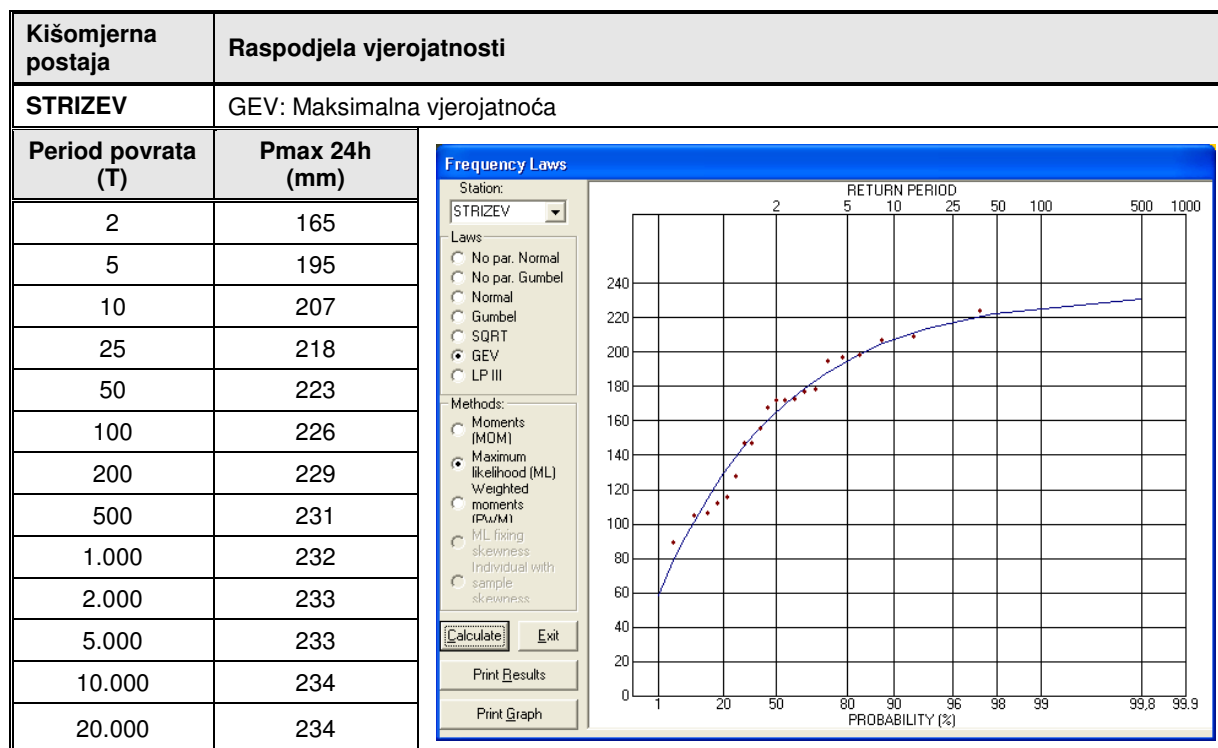 Kišomjerna
postaja
Raspodjela vjerojatnosti
STRIZEV
GEV: Maksimalna vjerojatnoća
Period povrata
(T)
Pmax 24h
(mm)
2 165
5 195
10 207
25 218
50 223
100 226
200 229
500 231
1.000 232
2.000 233
5.000 233
10.000 234
20.000 234
Frequency Laws
Station:
STRIZEV
Laws
No par. Normal
No par. Gumbel
Normal
Gumbel
SQRT
GEV
LP III
Methods:
Moments
(MOM)
Maximum
likelihood (ML)
Weighted
moments
(PWM)
ML fixing
skewness
Individual with
sample
skewness
Calculate
Exit
Print Results
Print Graph
RETURN PERIOD
2 5 10 25 50 100 500 1000
240
220
200
180
160
140
120
100
80
60
40
20
0
1 20 50 80 90 96 98 99 99,8 99.9
PROBABILITY (%)